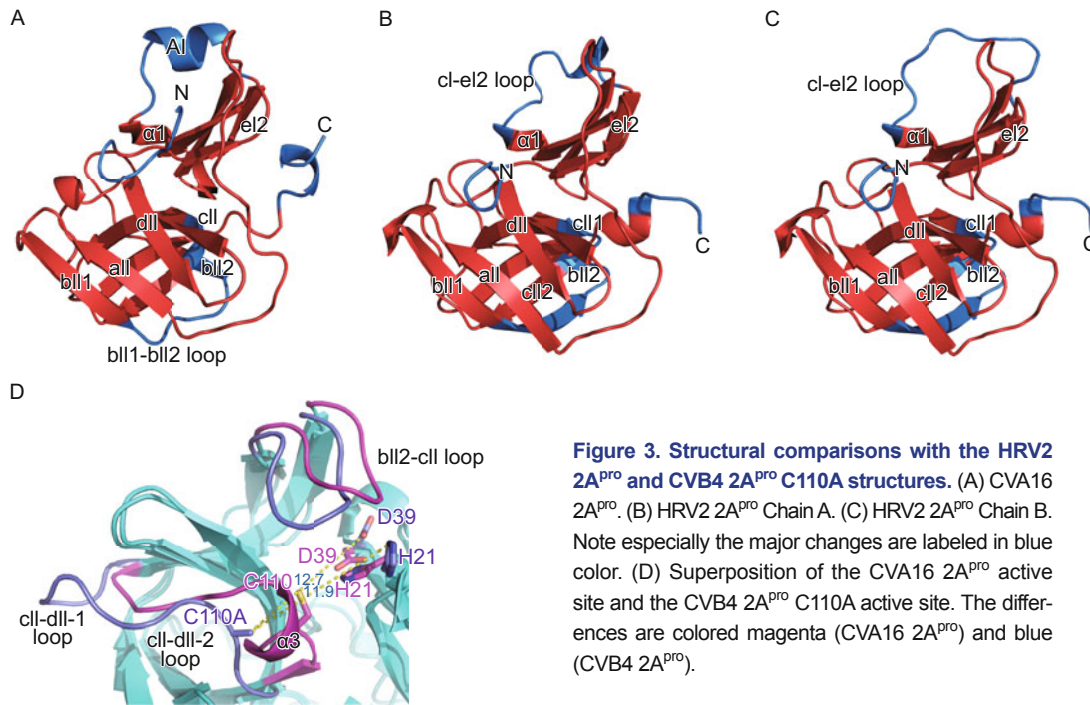 A
AI
N
C
α1
eI2
cII
dII
bII2
bII1
aII
bII1-bII2 loop
B
cI-eI2 loop
α1
eI2
N
C
dII
cII1
bII2
bII1
aII
cII2
C
cI-eI2 loop
α1
eI2
N
C
dII
cII1
bII2
bII1
aII
cII2
D
bII2-cII loop
D39
D39
H21
C110
12.7
11.9
H21
C110A
cII-dII-1
loop
cII-dII-2
loop
α3
Figure 3. Structural comparisons with the HRV2
2Apro and CVB4 2Apro C110A structures. (A) CVA16
2Apro. (B) HRV2 2Apro Chain A. (C) HRV2 2Apro Chain B.
Note especially the major changes are labeled in blue
color. (D) Superposition of the CVA16 2Apro active
site and the CVB4 2Apro C110A active site. The differ-
ences are colored magenta (CVA16 2Apro) and blue
(CVB4 2Apro).